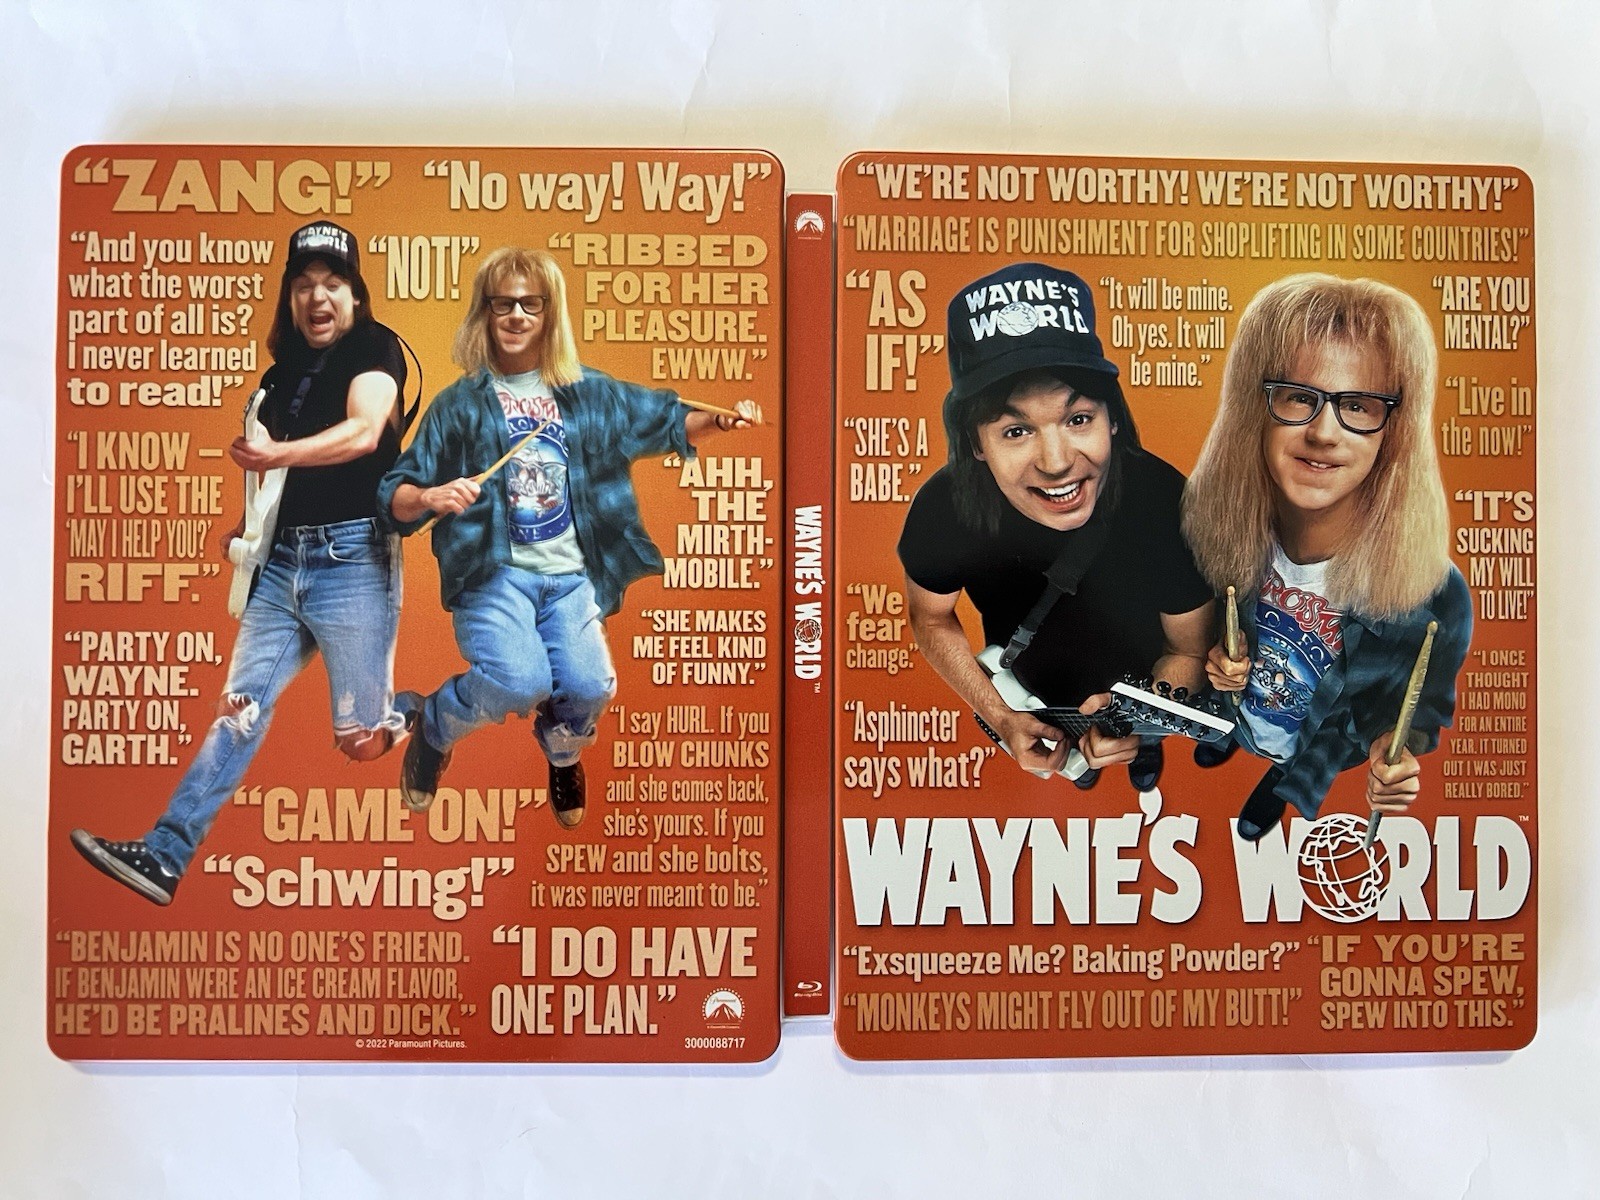 “ZANG!”
“No way! Way!”
“And you know
what the worst
part of all is?
I never learned
to read!”
WAYNE'S
WORLD
“NOT!”
“RIBBED
FOR HER
PLEASURE.
EWWW.”
“I KNOW –
I'LL USE THE
‘MAY I HELP YOU?’
RIFF.”
“AHH,
THE
MIRTH-
MOBILE.”
“PARTY ON,
WAYNE.
PARTY ON,
GARTH.”
“SHE MAKES
ME FEEL KIND
OF FUNNY.”
“I say HURL. If you
BLOW CHUNKS
and she comes back,
she's yours. If you
SPEW and she bolts,
it was never meant to be.”
“GAME ON!”
“Schwing!”
“BENJAMIN IS NO ONE'S FRIEND.
IF BENJAMIN WERE AN ICE CREAM FLAVOR,
HE'D BE PRALINES AND DICK.”
“I DO HAVE
ONE PLAN.”
Paramount
© 2022 Paramount Pictures.
3000088717
Paramount
WAYNE'S WORLD™
Blu-ray Disc
“WE'RE NOT WORTHY! WE'RE NOT WORTHY!”
“MARRIAGE IS PUNISHMENT FOR SHOPLIFTING IN SOME COUNTRIES!”
“AS
IF!”
WAYNE'S
WORLD
“It will be mine.
Oh yes. It will
be mine.”
“ARE YOU
MENTAL?”
“SHE'S A
BABE.”
“Live in
the now!”
“IT'S
SUCKING
MY WILL
TO LIVE!”
“We
fear
change.”
“I ONCE
THOUGHT
I HAD MONO
FOR AN ENTIRE
YEAR. IT TURNED
OUT I WAS JUST
REALLY BORED.”
“Asphincter
says what?”
WAYNE'S WORLD™
“Exsqueeze Me? Baking Powder?”
“MONKEYS MIGHT FLY OUT OF MY BUTT!”
“IF YOU'RE
GONNA SPEW,
SPEW INTO THIS.”